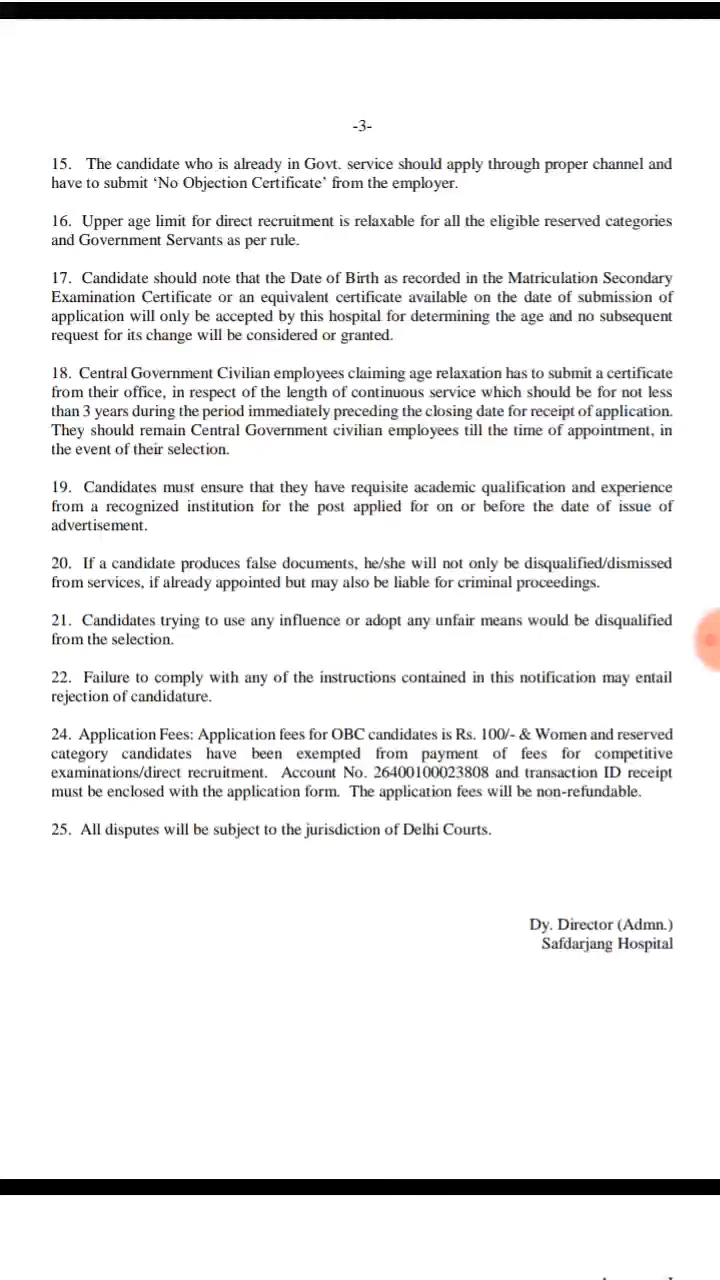 -3-
15. The candidate who is already in Govt. service should apply through proper channel and
have to submit ‘No Objection Certificate’ from the employer.
16. Upper age limit for direct recruitment is relaxable for all the eligible reserved categories
and Government Servants as per rule.
17. Candidate should note that the Date of Birth as recorded in the Matriculation Secondary
Examination Certificate or an equivalent certificate available on the date of submission of
application will only be accepted by this hospital for determining the age and no subsequent
request for its change will be considered or granted.
18. Central Government Civilian employees claiming age relaxation has to submit a certificate
from their office, in respect of the length of continuous service which should be for not less
than 3 years during the period immediately preceding the closing date for receipt of application.
They should remain Central Government civilian employees till the time of appointment, in
the event of their selection.
19. Candidates must ensure that they have requisite academic qualification and experience
from a recognized institution for the post applied for on or before the date of issue of
advertisement.
20. If a candidate produces false documents, he/she will not only be disqualified/dismissed
from services, if already appointed but may also be liable for criminal proceedings.
21. Candidates trying to use any influence or adopt any unfair means would be disqualified
from the selection.
22. Failure to comply with any of the instructions contained in this notification may entail
rejection of candidature.
24. Application Fees: Application fees for OBC candidates is Rs. 100/- & Women and reserved
category candidates have been exempted from payment of fees for competitive
examinations/direct recruitment. Account No. 26400100023808 and transaction ID receipt
must be enclosed with the application form. The application fees will be non-refundable.
25. All disputes will be subject to the jurisdiction of Delhi Courts.
Dy. Director (Admn.)
Safdarjang Hospital